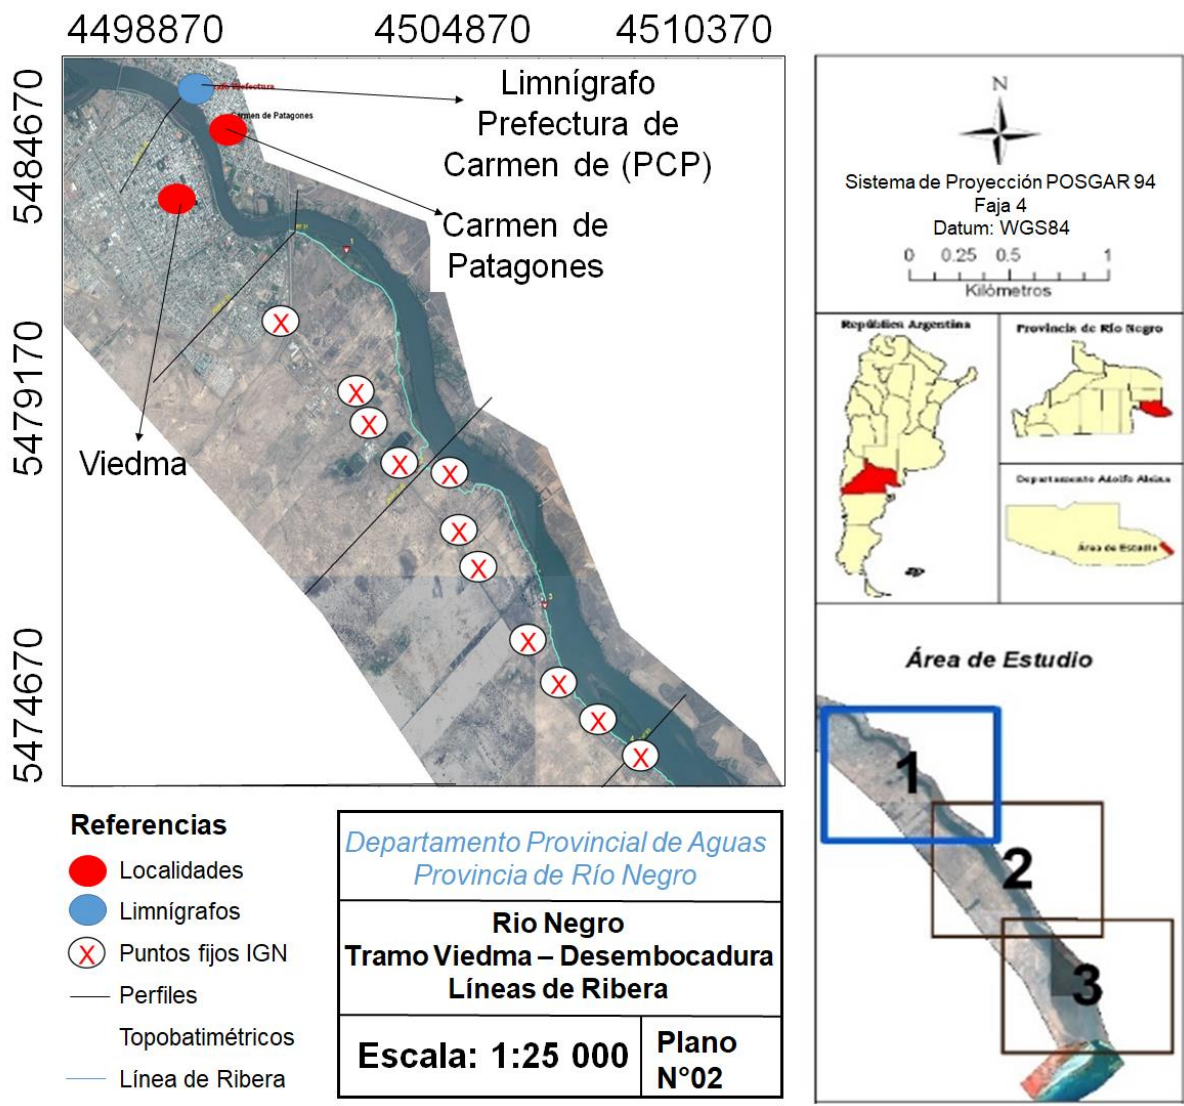 4498870
4504870
4510370
5484670
5479170
5474670
Prefectura
Carmen de Patagones
Limnígrafo
Prefectura de
Carmen de (PCP)
Carmen de
Patagones
Viedma
1
3
4
X
X
X
X
X
X
X
X
X
X
X
Referencias
Localidades
Limnígrafos
X Puntos fijos IGN
Perfiles
Topobatimétricos
Línea de Ribera
Departamento Provincial de Aguas
Provincia de Río Negro
Rio Negro
Tramo Viedma – Desembocadura
Líneas de Ribera
Escala: 1:25 000
Plano
N°02
N
Sistema de Proyección POSGAR 94
Faja 4
Datum: WGS84
0 0.25 0.5 1
Kilómetros
República Argentina
Provincia de Río Negro
Departamento Adolfo Alsina
Área de Estudio
Área de Estudio
1
2
3